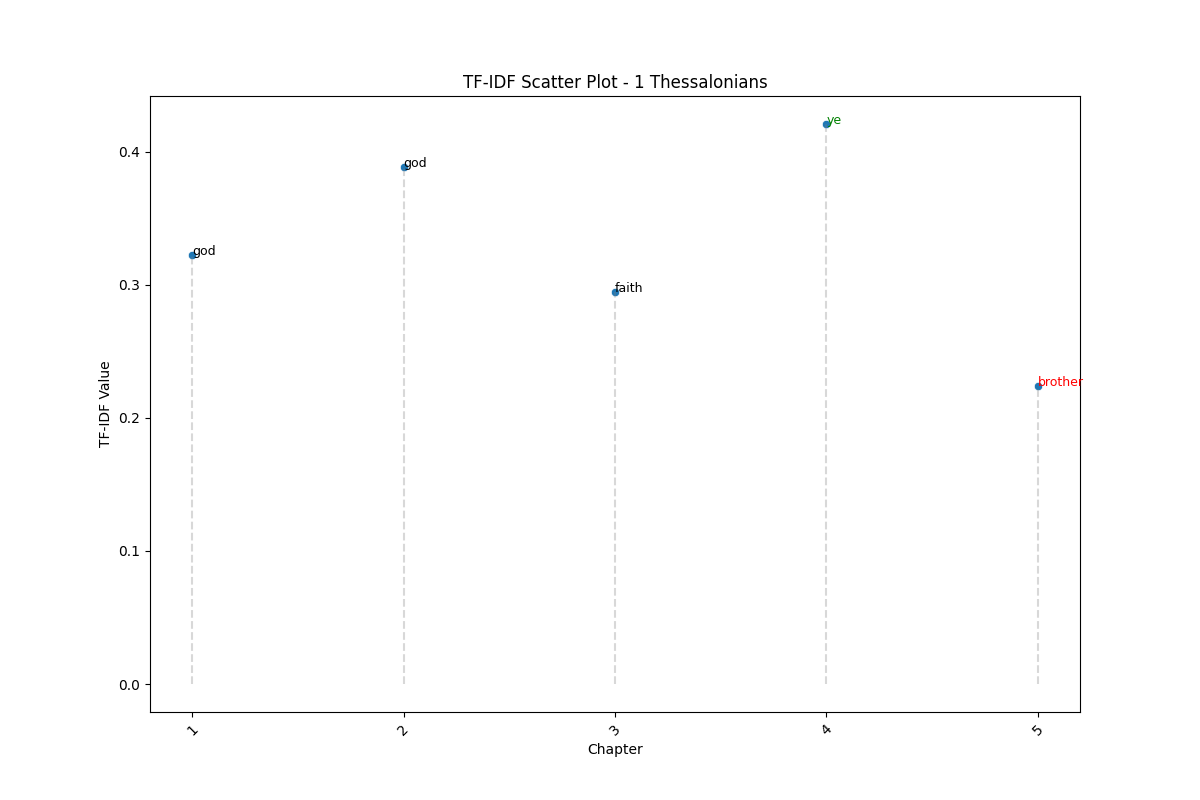 TF-IDF Scatter Plot - 1 Thessalonians
ye
0.4
god
god
0.3
faith
brother
0.2
0.1
0.0
TF-IDF Value
1 2 3 4 5
Chapter